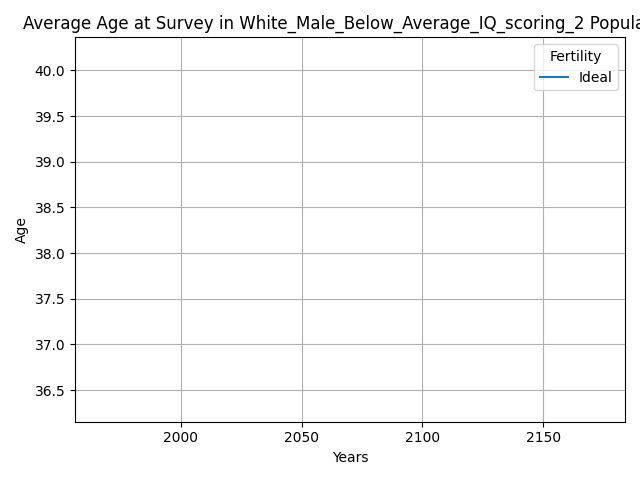 Average Age at Survey in White_Male_Below_Average_IQ_scoring_2 Popula
Fertility
Ideal
40.0
39.5
39.0
38.5
38.0
37.5
37.0
36.5
Age
2000 2050 2100 2150
Years